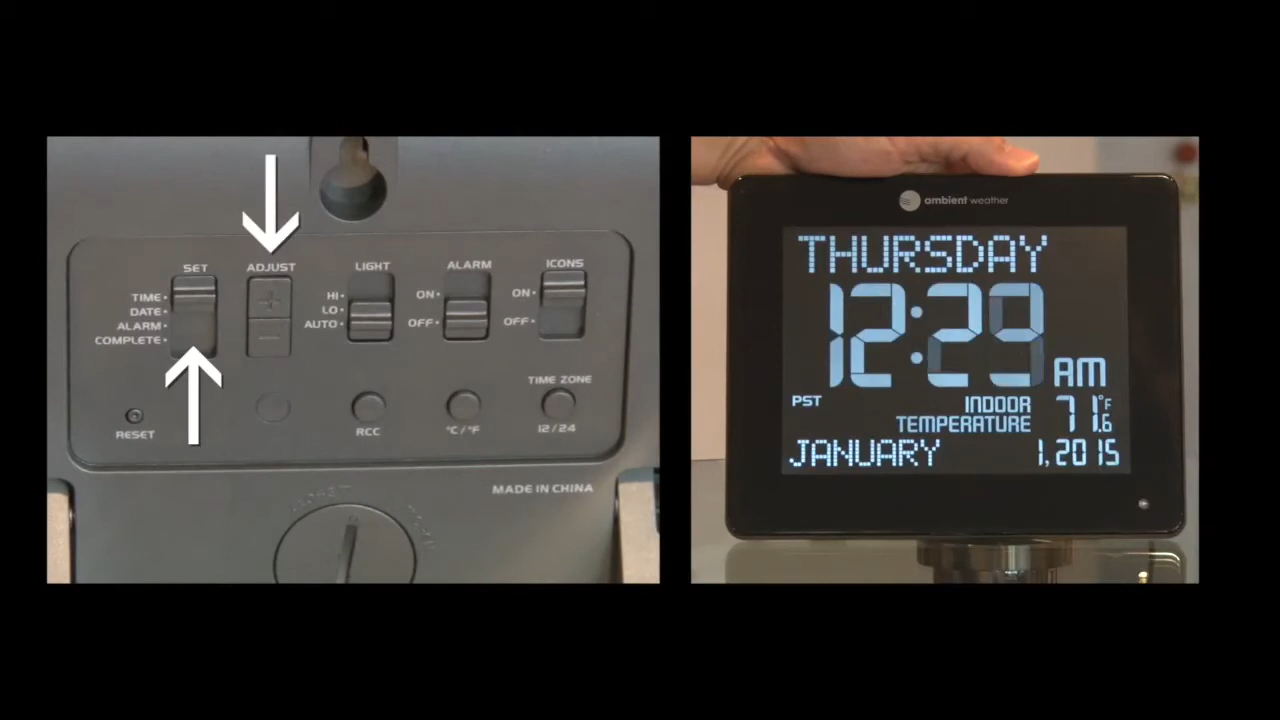 SET
ADJUST
LIGHT
ALARM
ICONS
TIME
DATE
ALARM
COMPLETE
+
-
HI
LO
AUTO
ON
OFF
ON
OFF
RESET
RCC
°C/°F
TIME ZONE
12/24
MADE IN CHINA
ambient weather
THURSDAY
12:29 AM
PST
INDOOR
TEMPERATURE 71.6 °F
JANUARY 1, 2015